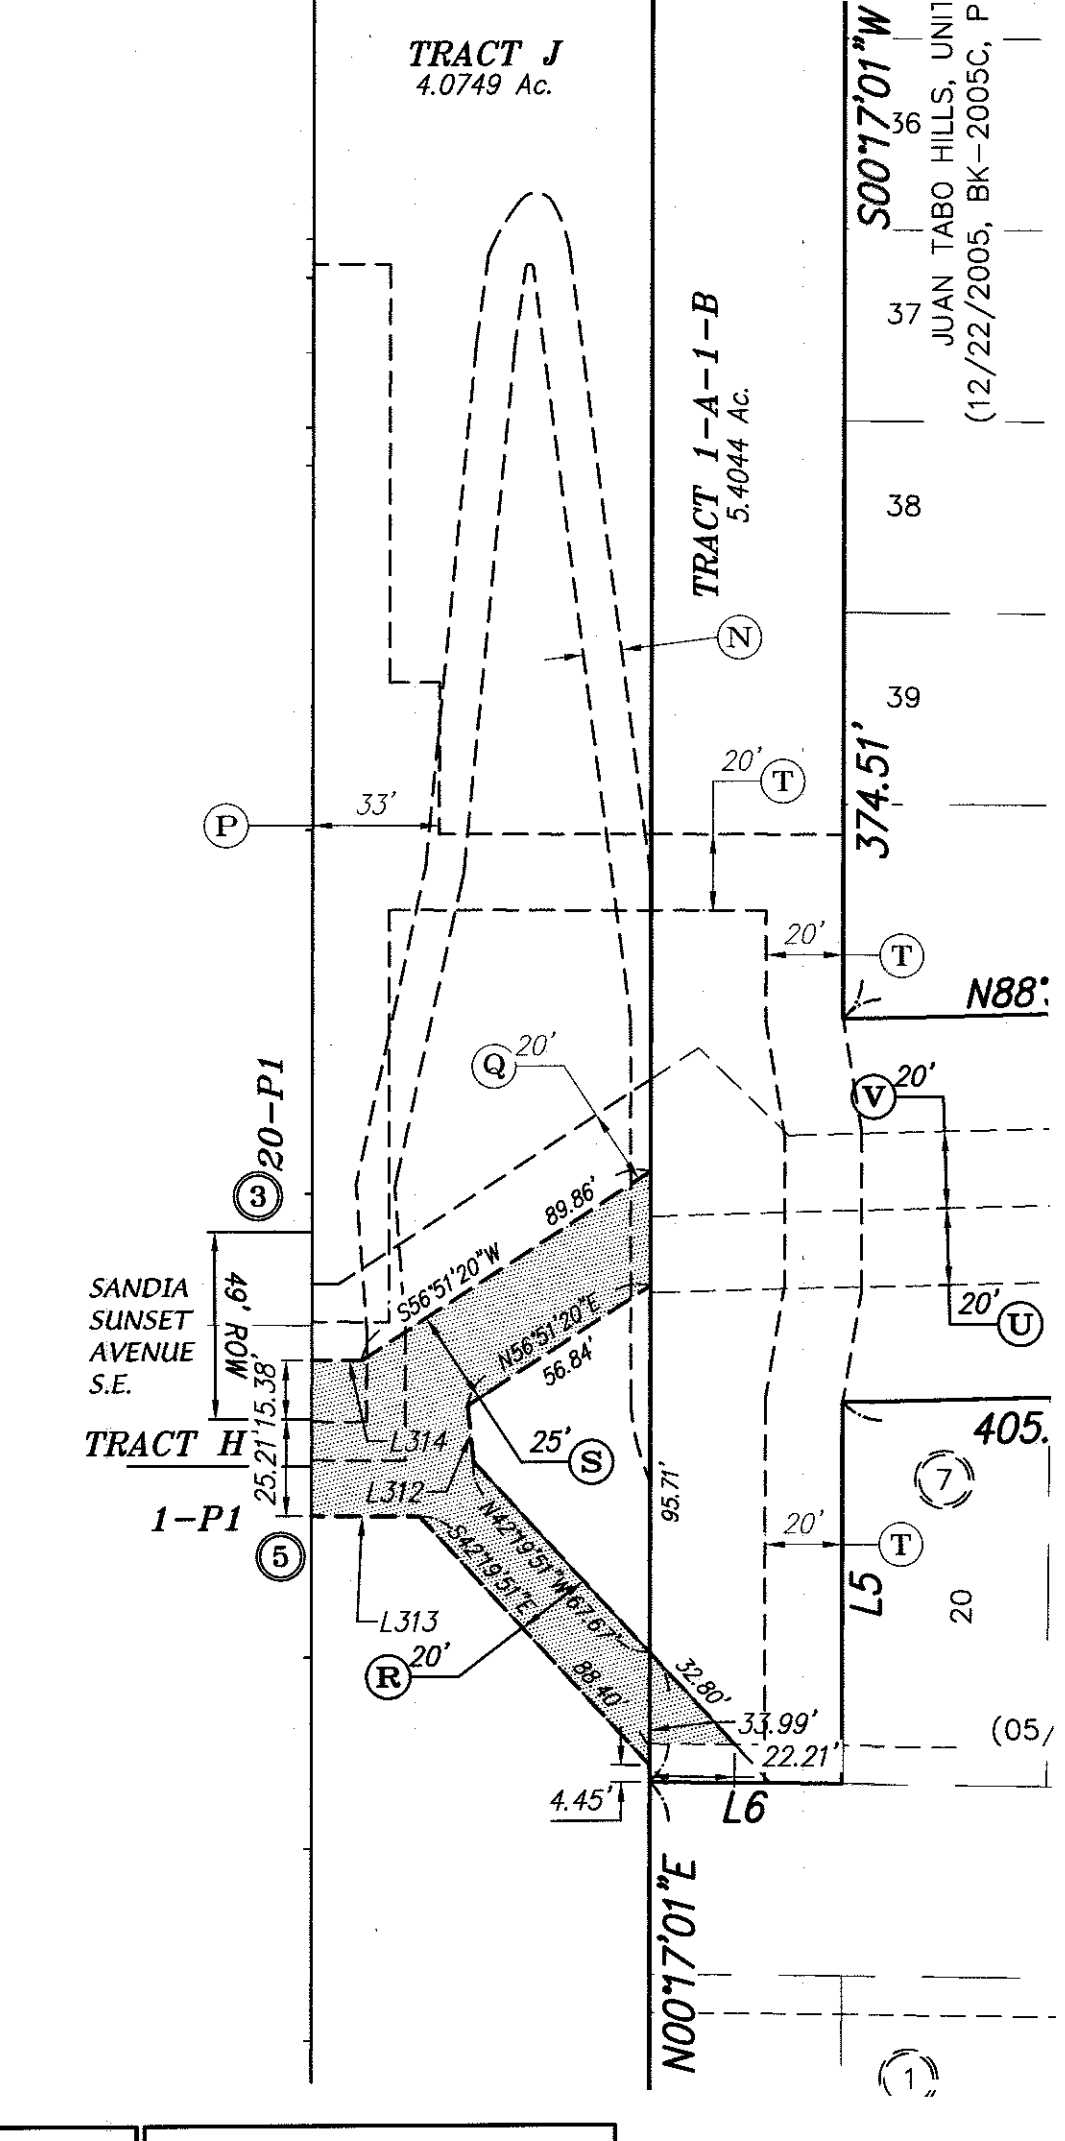 TRACT J
4.0749 Ac.
S00°17'01"W
36
JUAN TABO HILLS, UNIT
(12/22/2005, BK-2005C, P
37
TRACT 1-A-1-B
5.4044 Ac.
38
N
39
20'
T
374.51'
P
33'
20'
T
N88°
Q
20'
V
20'
20-P1
3
89.86'
S56°51'20"W
SANDIA
SUNSET
AVENUE
S.E.
49' ROW
N56°51'20"E
56.84'
20'
U
15.38'
TRACT H
L314
25'
S
405.
25.21'
L312
95.71'
7
1-P1
N42°19'51"W
67.67'
S42°19'51"E
20'
T
5
L313
L5
20
R
20'
88.40'
32.80'
33.99'
(05/
22.21'
4.45'
L6
N00°17'01"E
1